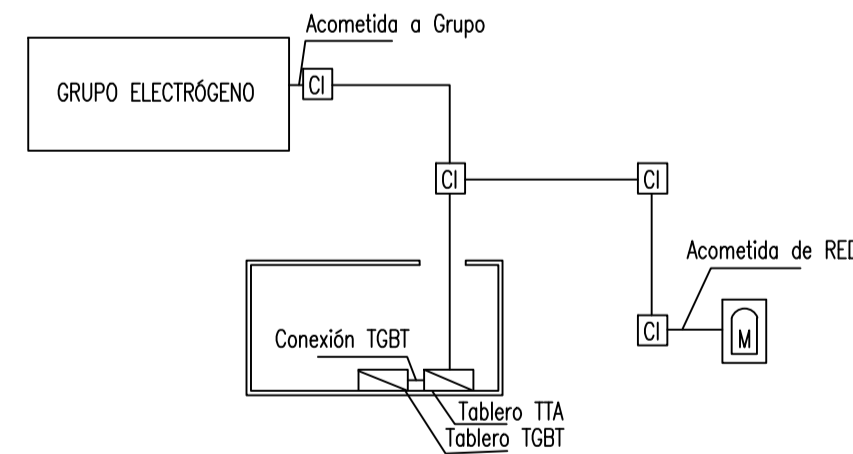 Acometida a Grupo
GRUPO ELECTRÓGENO
CI
CI
CI
Acometida de RED
CI
M
Conexión TGBT
Tablero TTA
Tablero TGBT